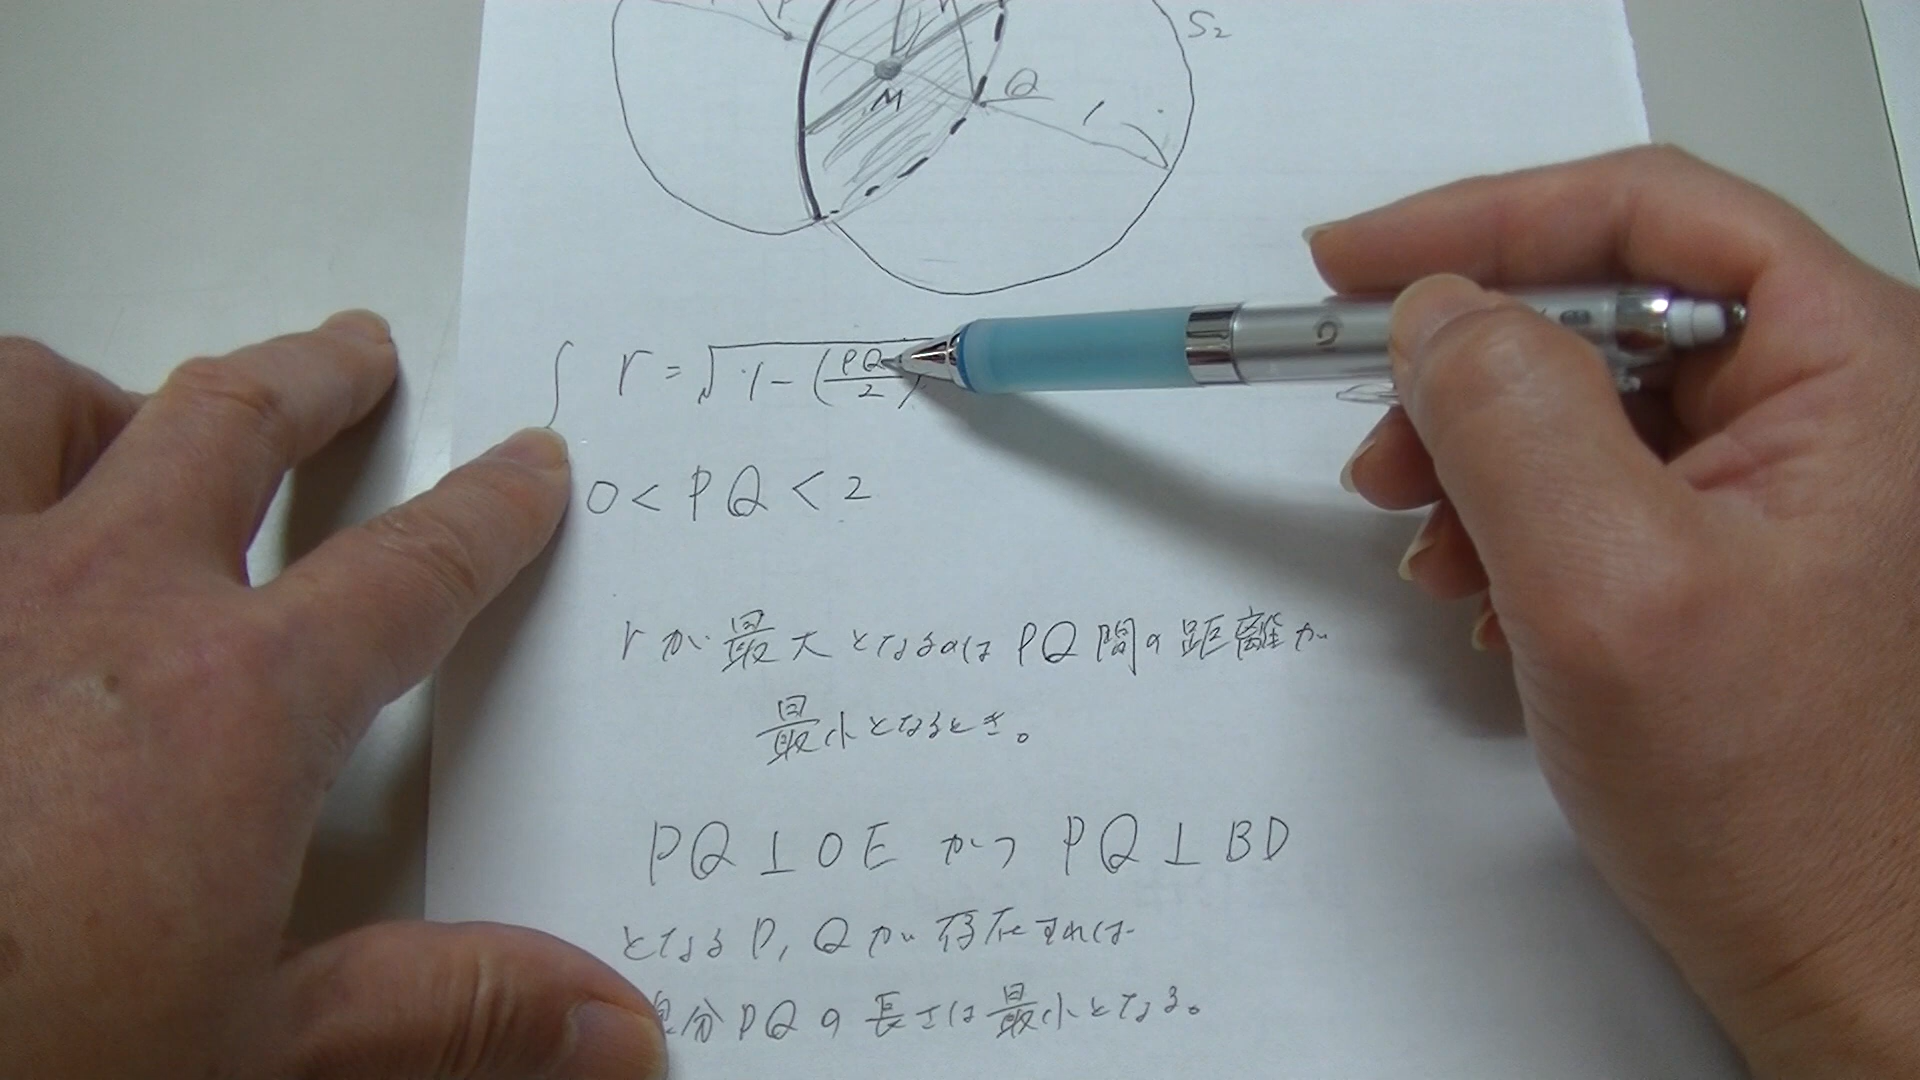 P
S₂
M
Q
1
r = √1 - (PQ/2)
0 < PQ < 2
rが最大となるのはPQ間の距離が
最小となるとき。
PQ⊥OE かつ PQ⊥BD
となるP, Qが存在すれば
分PQの長さは最小となる。